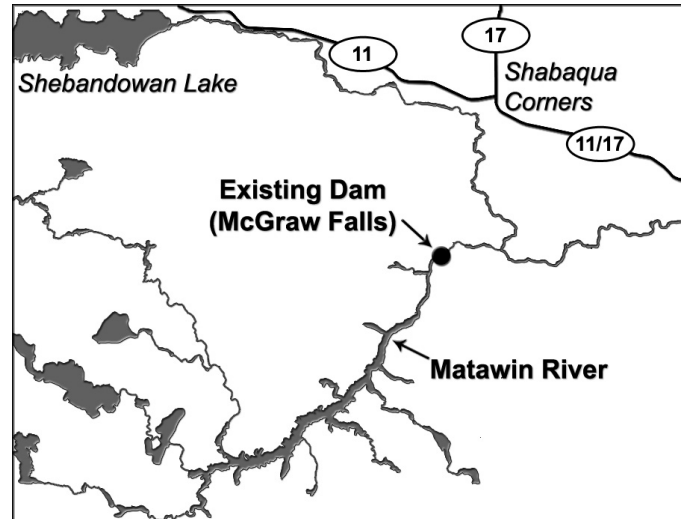 17
11
Shebandowan Lake
Shabaqua
Corners
11/17
Existing Dam
(McGraw Falls)
Matawin River